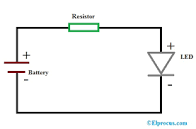 Resistor
+
+
Battery
LED
-
-
©Elprocus.com